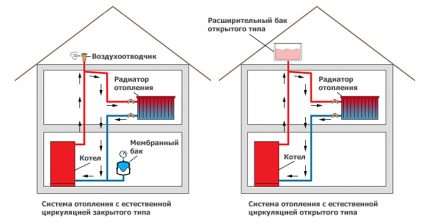 Воздухоотводчик
Радиатор
отопления
Котел
Мембранный
бак
Система отопления с естественной
циркуляцией закрытого типа
Расширительный бак
открытого типа
Радиатор
отопления
Котел
Система отопления с естественной
циркуляцией открытого типа